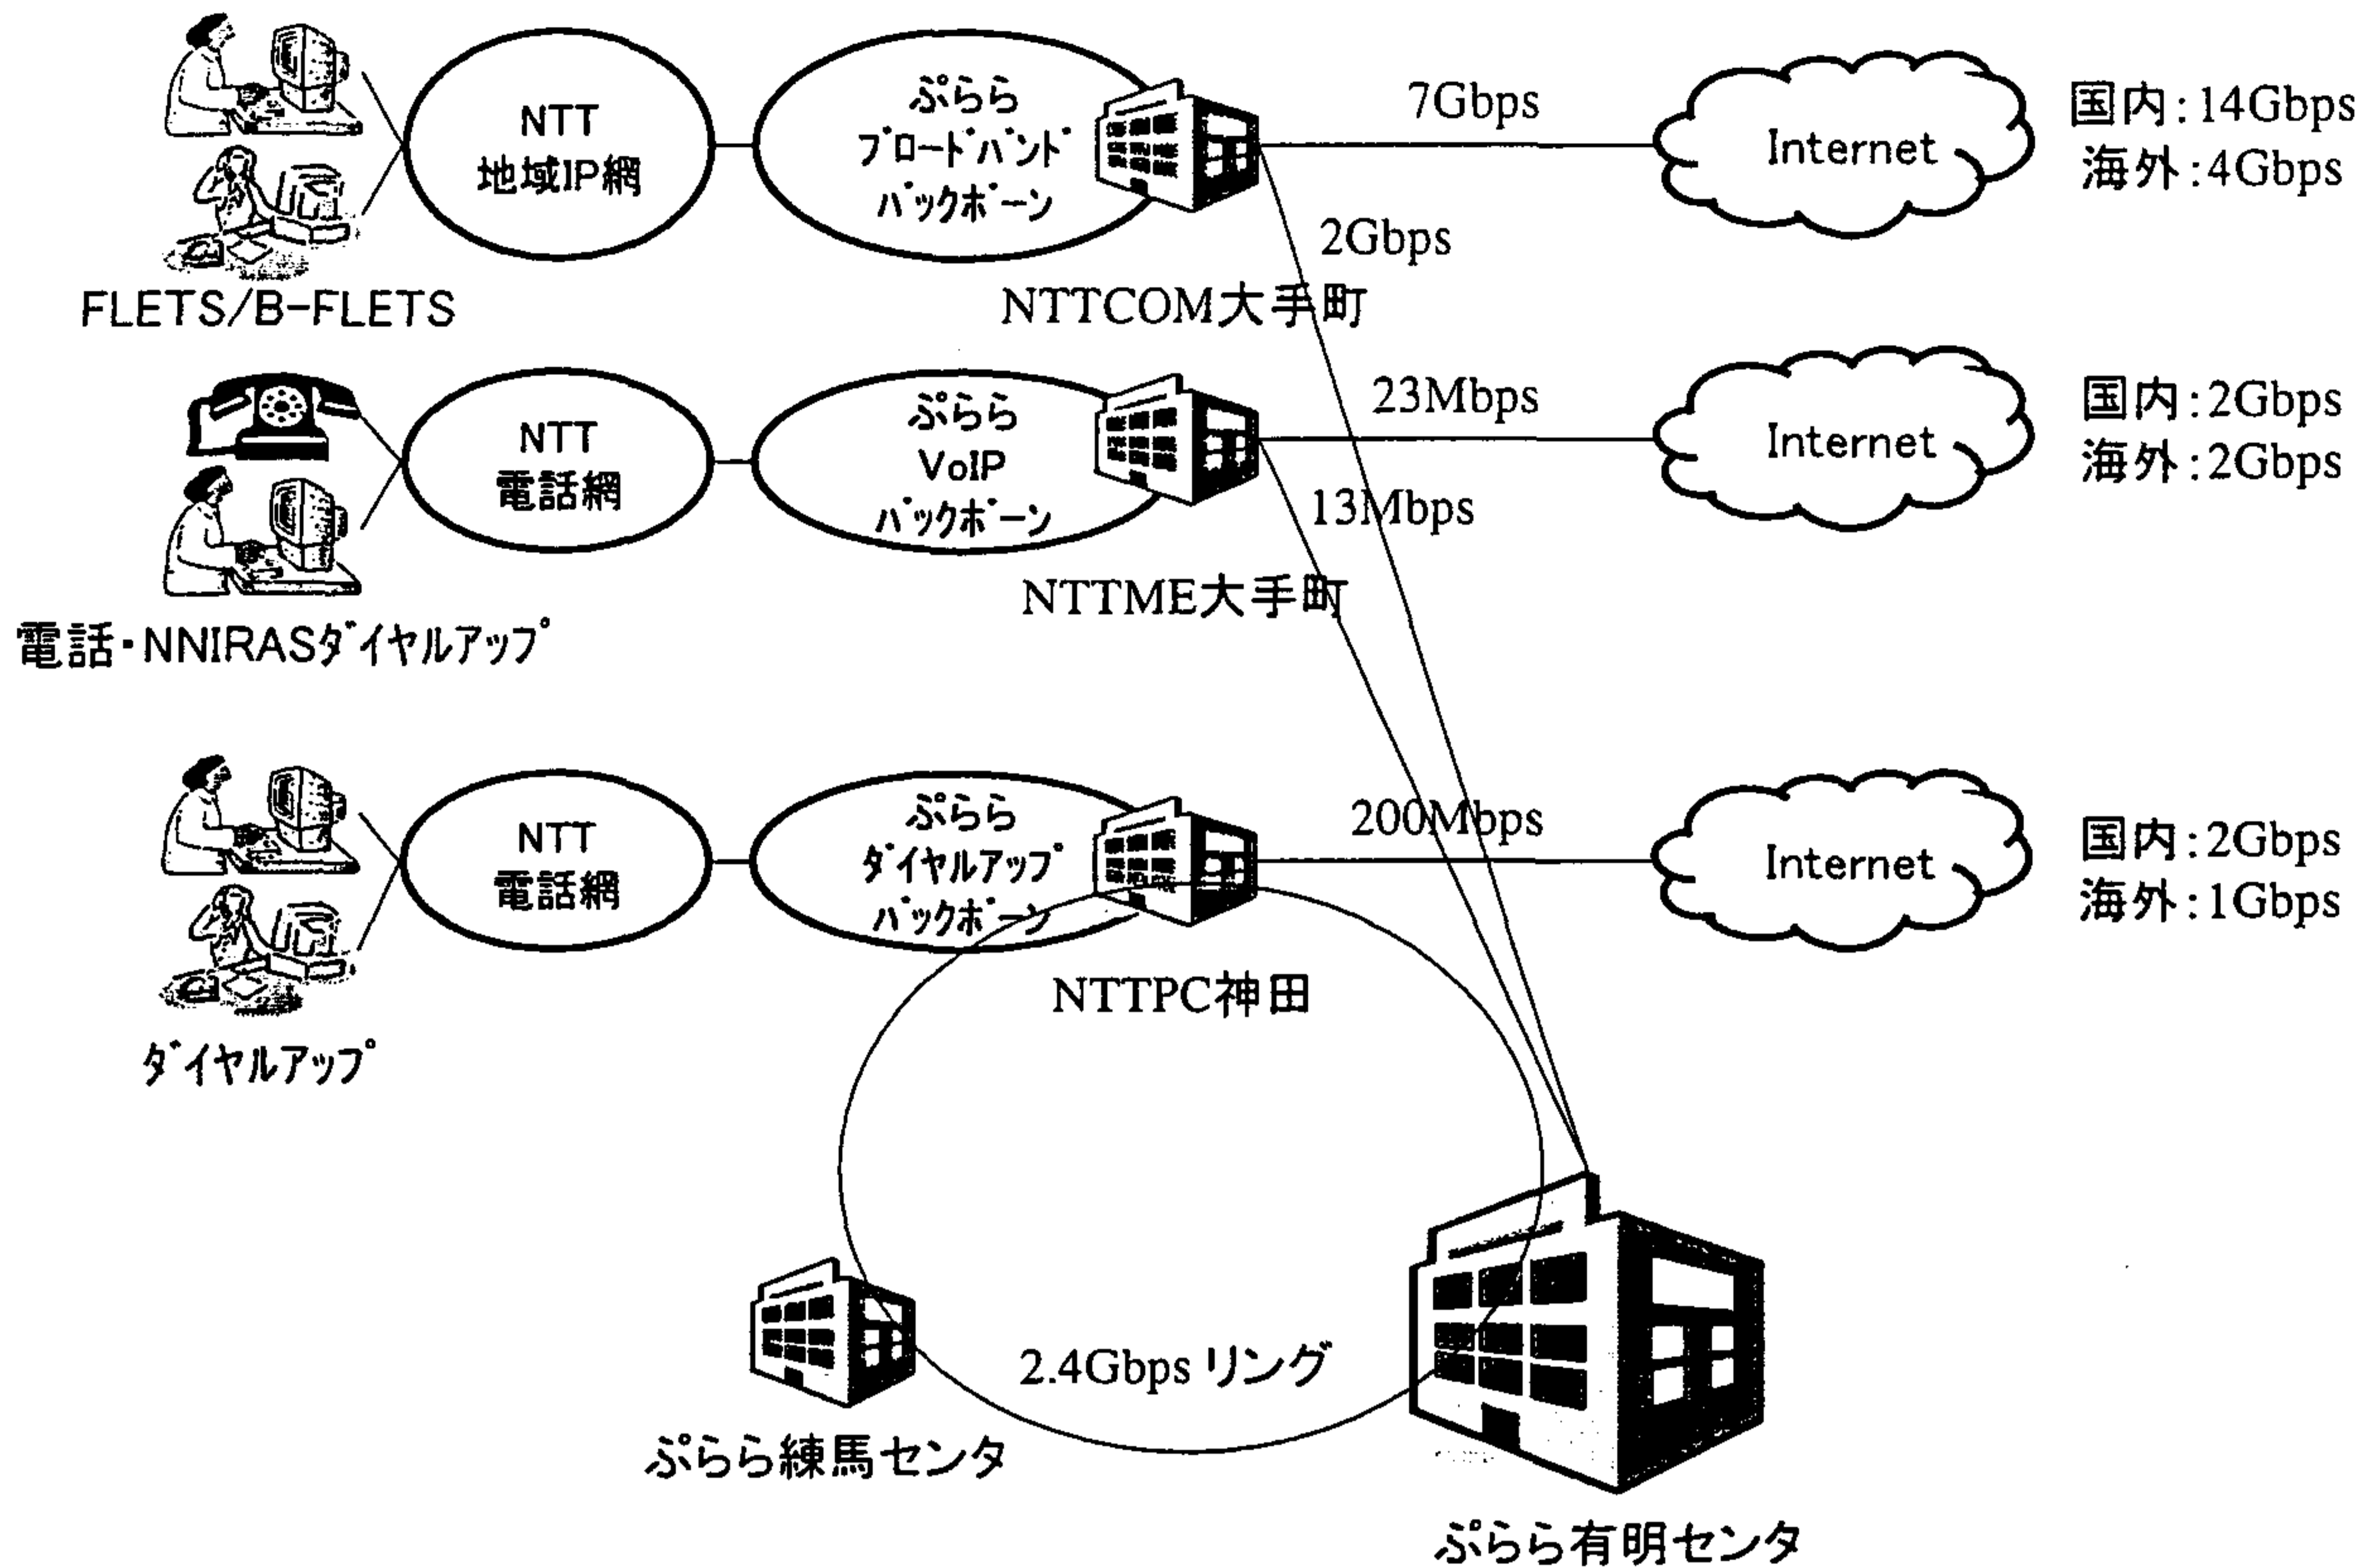 NTT
地域IP網
ぷらら
ブロードバンド
バックボーン
7Gbps
Internet
国内:14Gbps
海外:4Gbps
2Gbps
FLETS/B-FLETS
NTTCOM大手町
NTT
電話網
ぷらら
VoIP
バックボーン
23Mbps
Internet
国内:2Gbps
海外:2Gbps
13Mbps
NTTME大手町
電話・NNIRASダイヤルアップ
NTT
電話網
ぷらら
ダイヤルアップ
バックボーン
200Mbps
Internet
国内:2Gbps
海外:1Gbps
NTTPC神田
ダイヤルアップ
2.4Gbps リング
ぷらら練馬センタ
ぷらら有明センタ